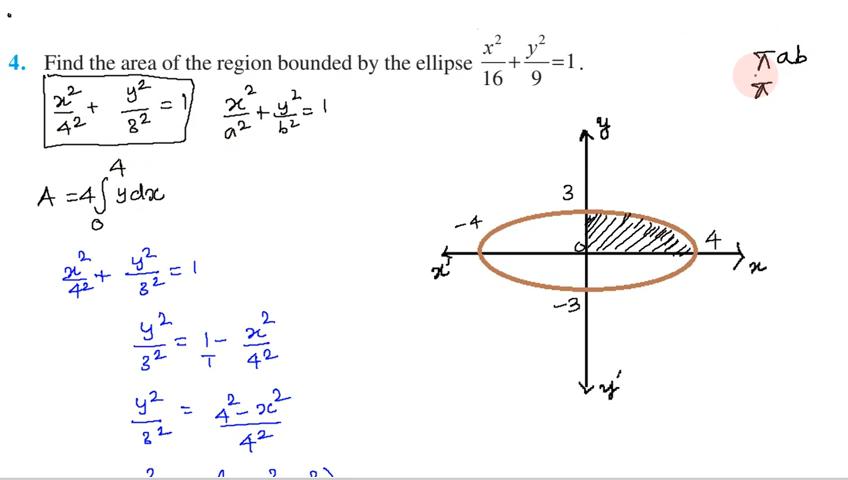 4. Find the area of the region bounded by the ellipse x²/16 + y²/9 = 1.
πab
π
x²/4² + y²/3² = 1
x²/a² + y²/b² = 1
A = 4∫₀⁴ y dx
x²/4² + y²/3² = 1
y²/3² = 1/1 - x²/4²
y²/3² = (4² - x²)/4²
y
3
-4
0
4
x'
x
-3
y'